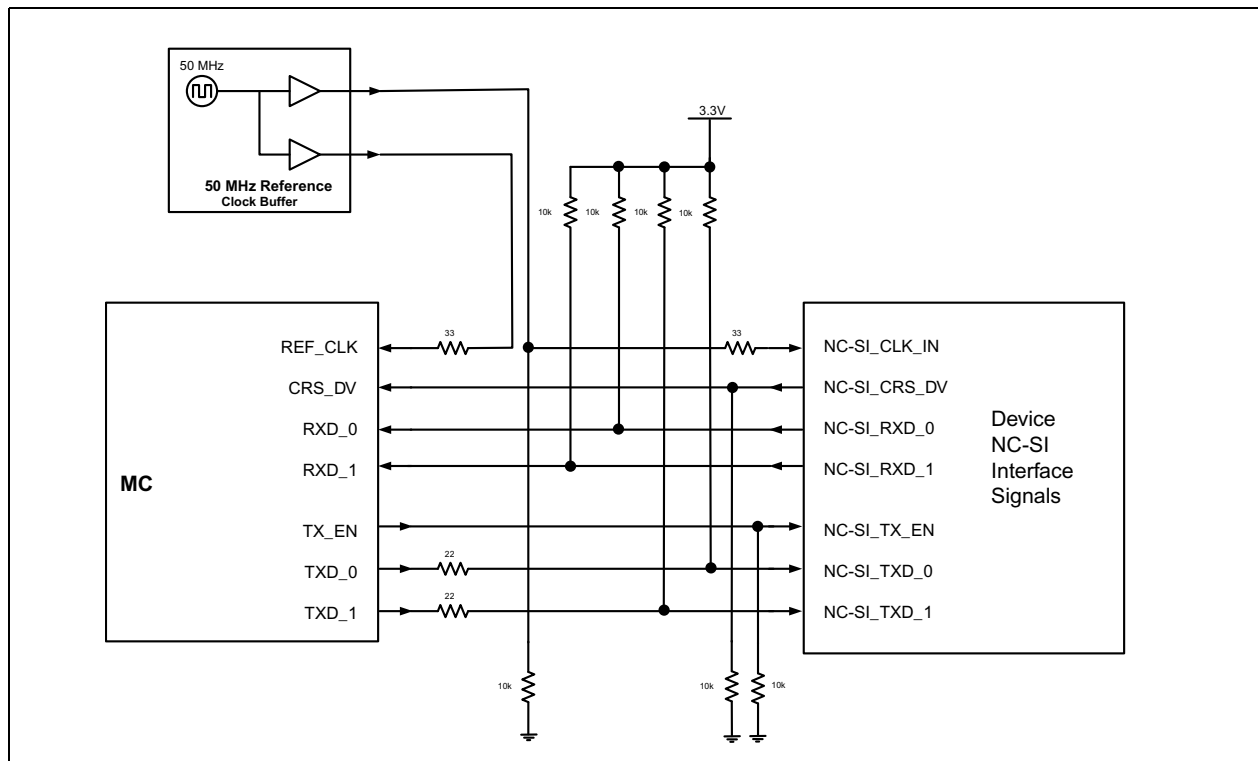 50 MHz
50 MHz Reference
Clock Buffer
3.3V
10k
10k
10k
10k
33
33
REF_CLK
CRS_DV
RXD_0
RXD_1
MC
TX_EN
TXD_0
TXD_1
22
22
NC-SI_CLK_IN
NC-SI_CRS_DV
NC-SI_RXD_0
NC-SI_RXD_1
NC-SI_TX_EN
NC-SI_TXD_0
NC-SI_TXD_1
Device
NC-SI
Interface
Signals
10k
10k
10k